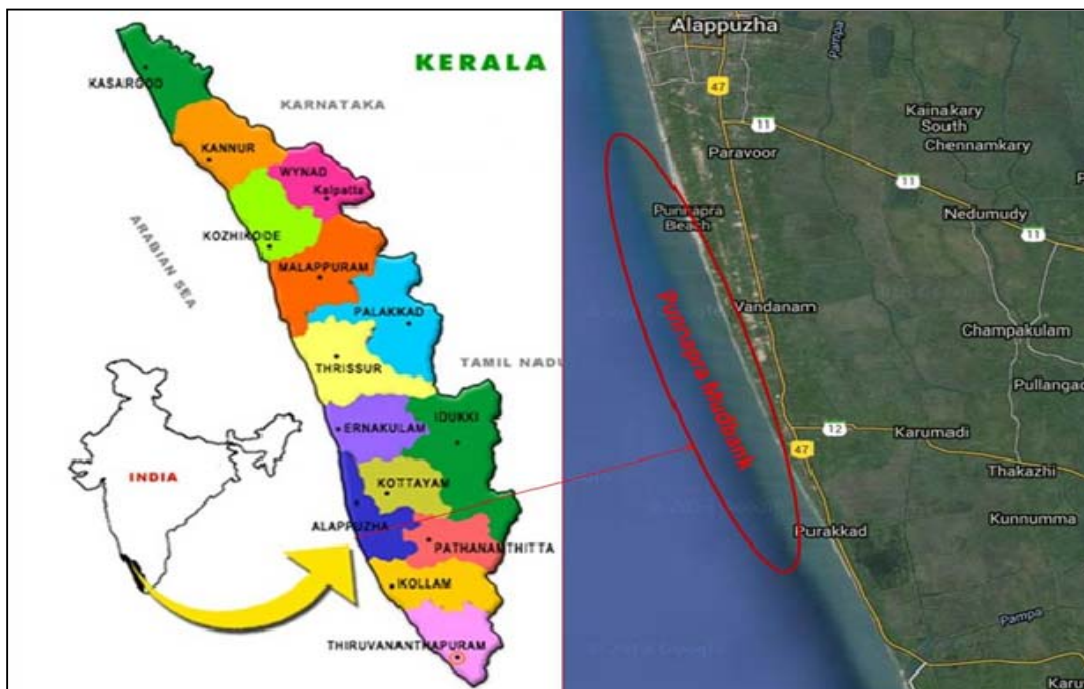 KERALA
KASARGOD
KARNATAKA
KANNUR
WYNAD
Kalpatta
KOZHIKODE
ARABIAN SEA
MALAPPURAM
PALAKKAD
TAMIL NADU
THRISSUR
ERNAKULAM
IDUKKI
INDIA
KOTTAYAM
ALAPPUZHA
PATHANAMTHITTA
KOLLAM
THIRUVANANTHAPURAM
Alappuzha
Pampa
47
11
Kainakary
South
Chennamkary
Paravoor
11
Nedumudy
11
Punnapra
Beach
Vandanam
Champakulam
Punnapra Mudbank
Pullangad
12
Karumadi
47
Thakazhi
Kunnumma
Purakkad
Pampa
Karu